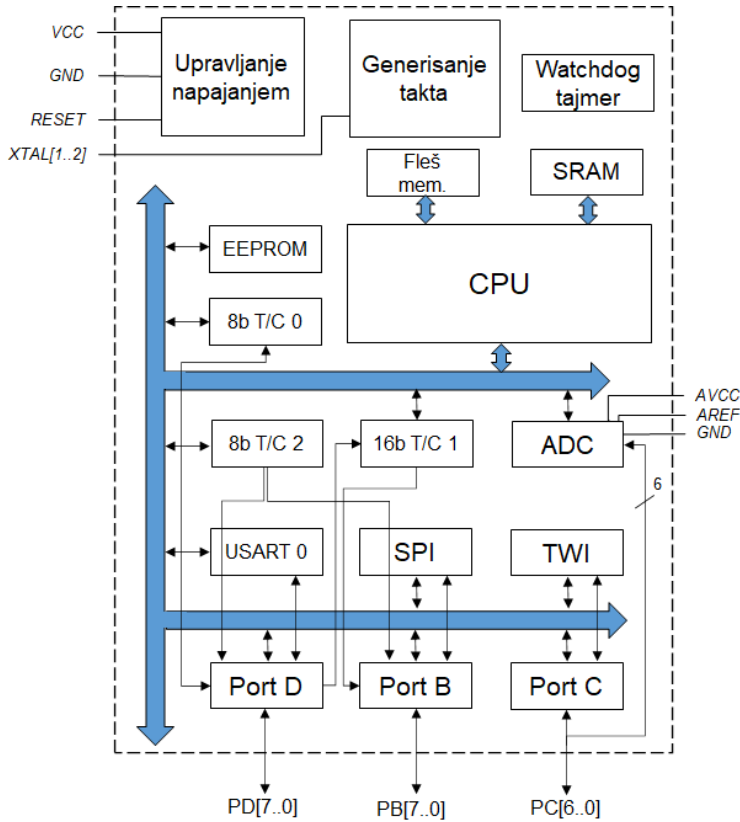 VCC
GND
RESET
XTAL[1..2]
Upravljanje
napajanjem
Generisanje
takta
Watchdog
tajmer
Fleš
mem.
SRAM
EEPROM
CPU
8b T/C 0
AVCC
AREF
GND
8b T/C 2
16b T/C 1
ADC
6
USART 0
SPI
TWI
Port D
Port B
Port C
PD[7..0]
PB[7..0]
PC[6..0]